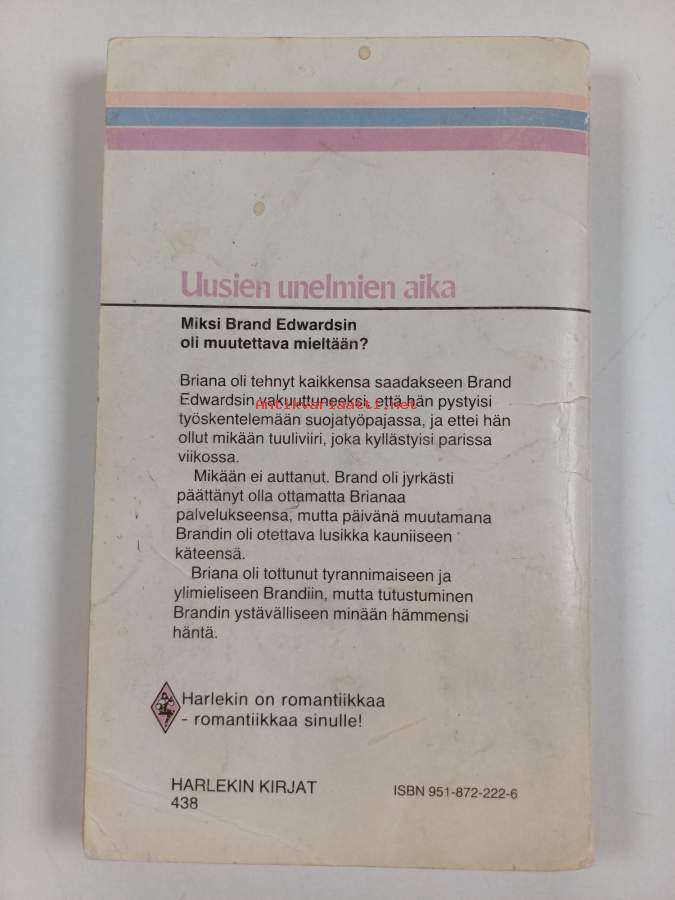 Uusien unelmien aika
Miksi Brand Edwardsin
oli muutettava mieltään?
Briana oli tehnyt kaikkensa saadakseen Brand
Edwardsin vakuuttuneeksi, että hän pystyisi
Antikvariaatti.net
työskentelemään suojatyöpajassa, ja ettei hän
ollut mikään tuuliviiri, joka kyllästyisi parissa
viikossa.
Mikään ei auttanut. Brand oli jyrkästi
päättänyt olla ottamatta Brianaa
palvelukseensa, mutta päivänä muutamana
Brandin oli otettava lusikka kauniiseen
käteensä.
Briana oli tottunut tyrannimaiseen ja
ylimieliseen Brandiin, mutta tutustuminen
Brandin ystävälliseen minään hämmensi
häntä.
Harlekin on romantiikkaa
- romantiikkaa sinulle!
HARLEKIN KIRJAT
438
ISBN 951-872-222-6